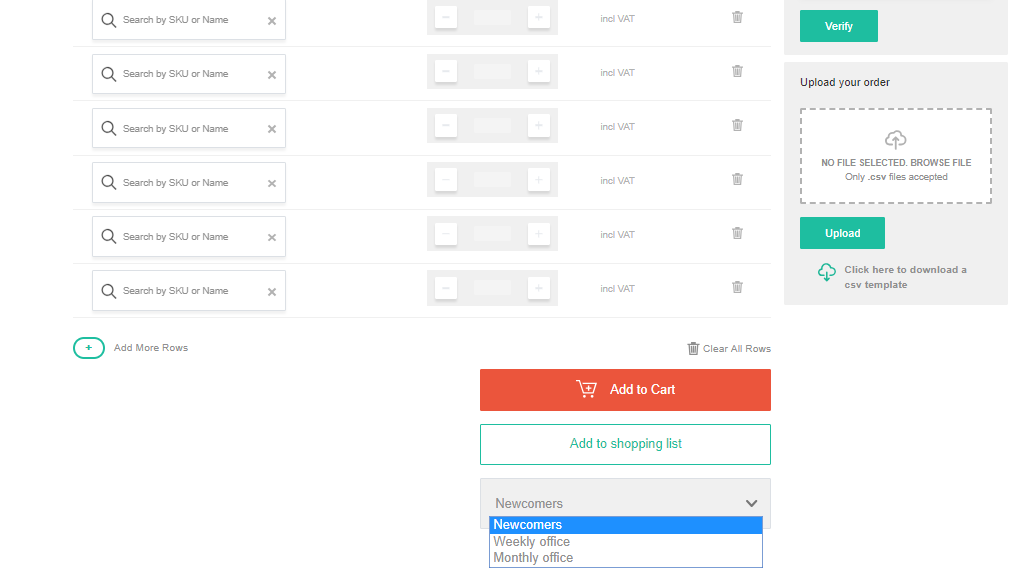 Search by SKU or Name
incl VAT
Search by SKU or Name
incl VAT
Search by SKU or Name
incl VAT
Search by SKU or Name
incl VAT
Search by SKU or Name
incl VAT
Search by SKU or Name
incl VAT
Add More Rows
Clear All Rows
Add to Cart
Add to shopping list
Newcomers
Newcomers
Weekly office
Monthly office
Verify
Upload your order
NO FILE SELECTED. BROWSE FILE
Only .csv files accepted
Upload
Click here to download a
csv template